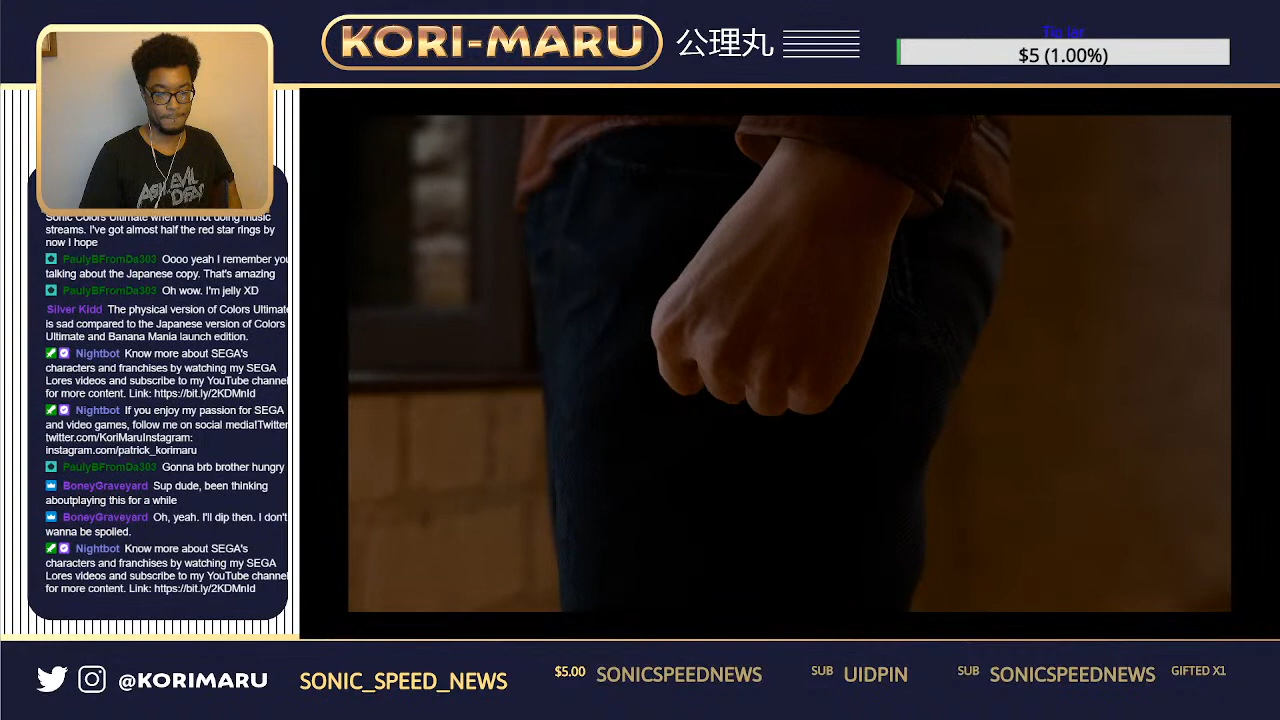 KORI-MARU 公理丸
Tip Jar
$5 (1.00%)
ASH EVIL
DEAD
Sonic Colors Ultimate when I'm not doing music
streams. I've got almost half the red star rings by
now I hope
PaulyBFromDa303 Oooo yeah I remember you
talking about the Japanese copy. That's amazing
PaulyBFromDa303 Oh wow. I'm jelly XD
Silver Kidd The physical version of Colors Ultimate
is sad compared to the Japanese version of Colors
Ultimate and Banana Mania launch edition.
Nightbot Know more about SEGA's
characters and franchises by watching my SEGA
Lores videos and subscribe to my YouTube channel
for more content. Link: https://bit.ly/2KDMnId
Nightbot If you enjoy my passion for SEGA
and video games, follow me on social media!Twitter:
twitter.com/KoriMaruInstagram:
instagram.com/patrick_korimaru
PaulyBFromDa303 Gonna brb brother hungry
BoneyGraveyard Sup dude, been thinking
aboutplaying this for a while
BoneyGraveyard Oh, yeah. I'll dip then. I don't
wanna be spoiled.
Nightbot Know more about SEGA's
characters and franchises by watching my SEGA
Lores videos and subscribe to my YouTube channel
for more content. Link: https://bit.ly/2KDMnId
@KORIMARU SONIC_SPEED_NEWS $5.00 SONICSPEEDNEWS SUB UIDPIN SUB SONICSPEEDNEWS GIFTED X1